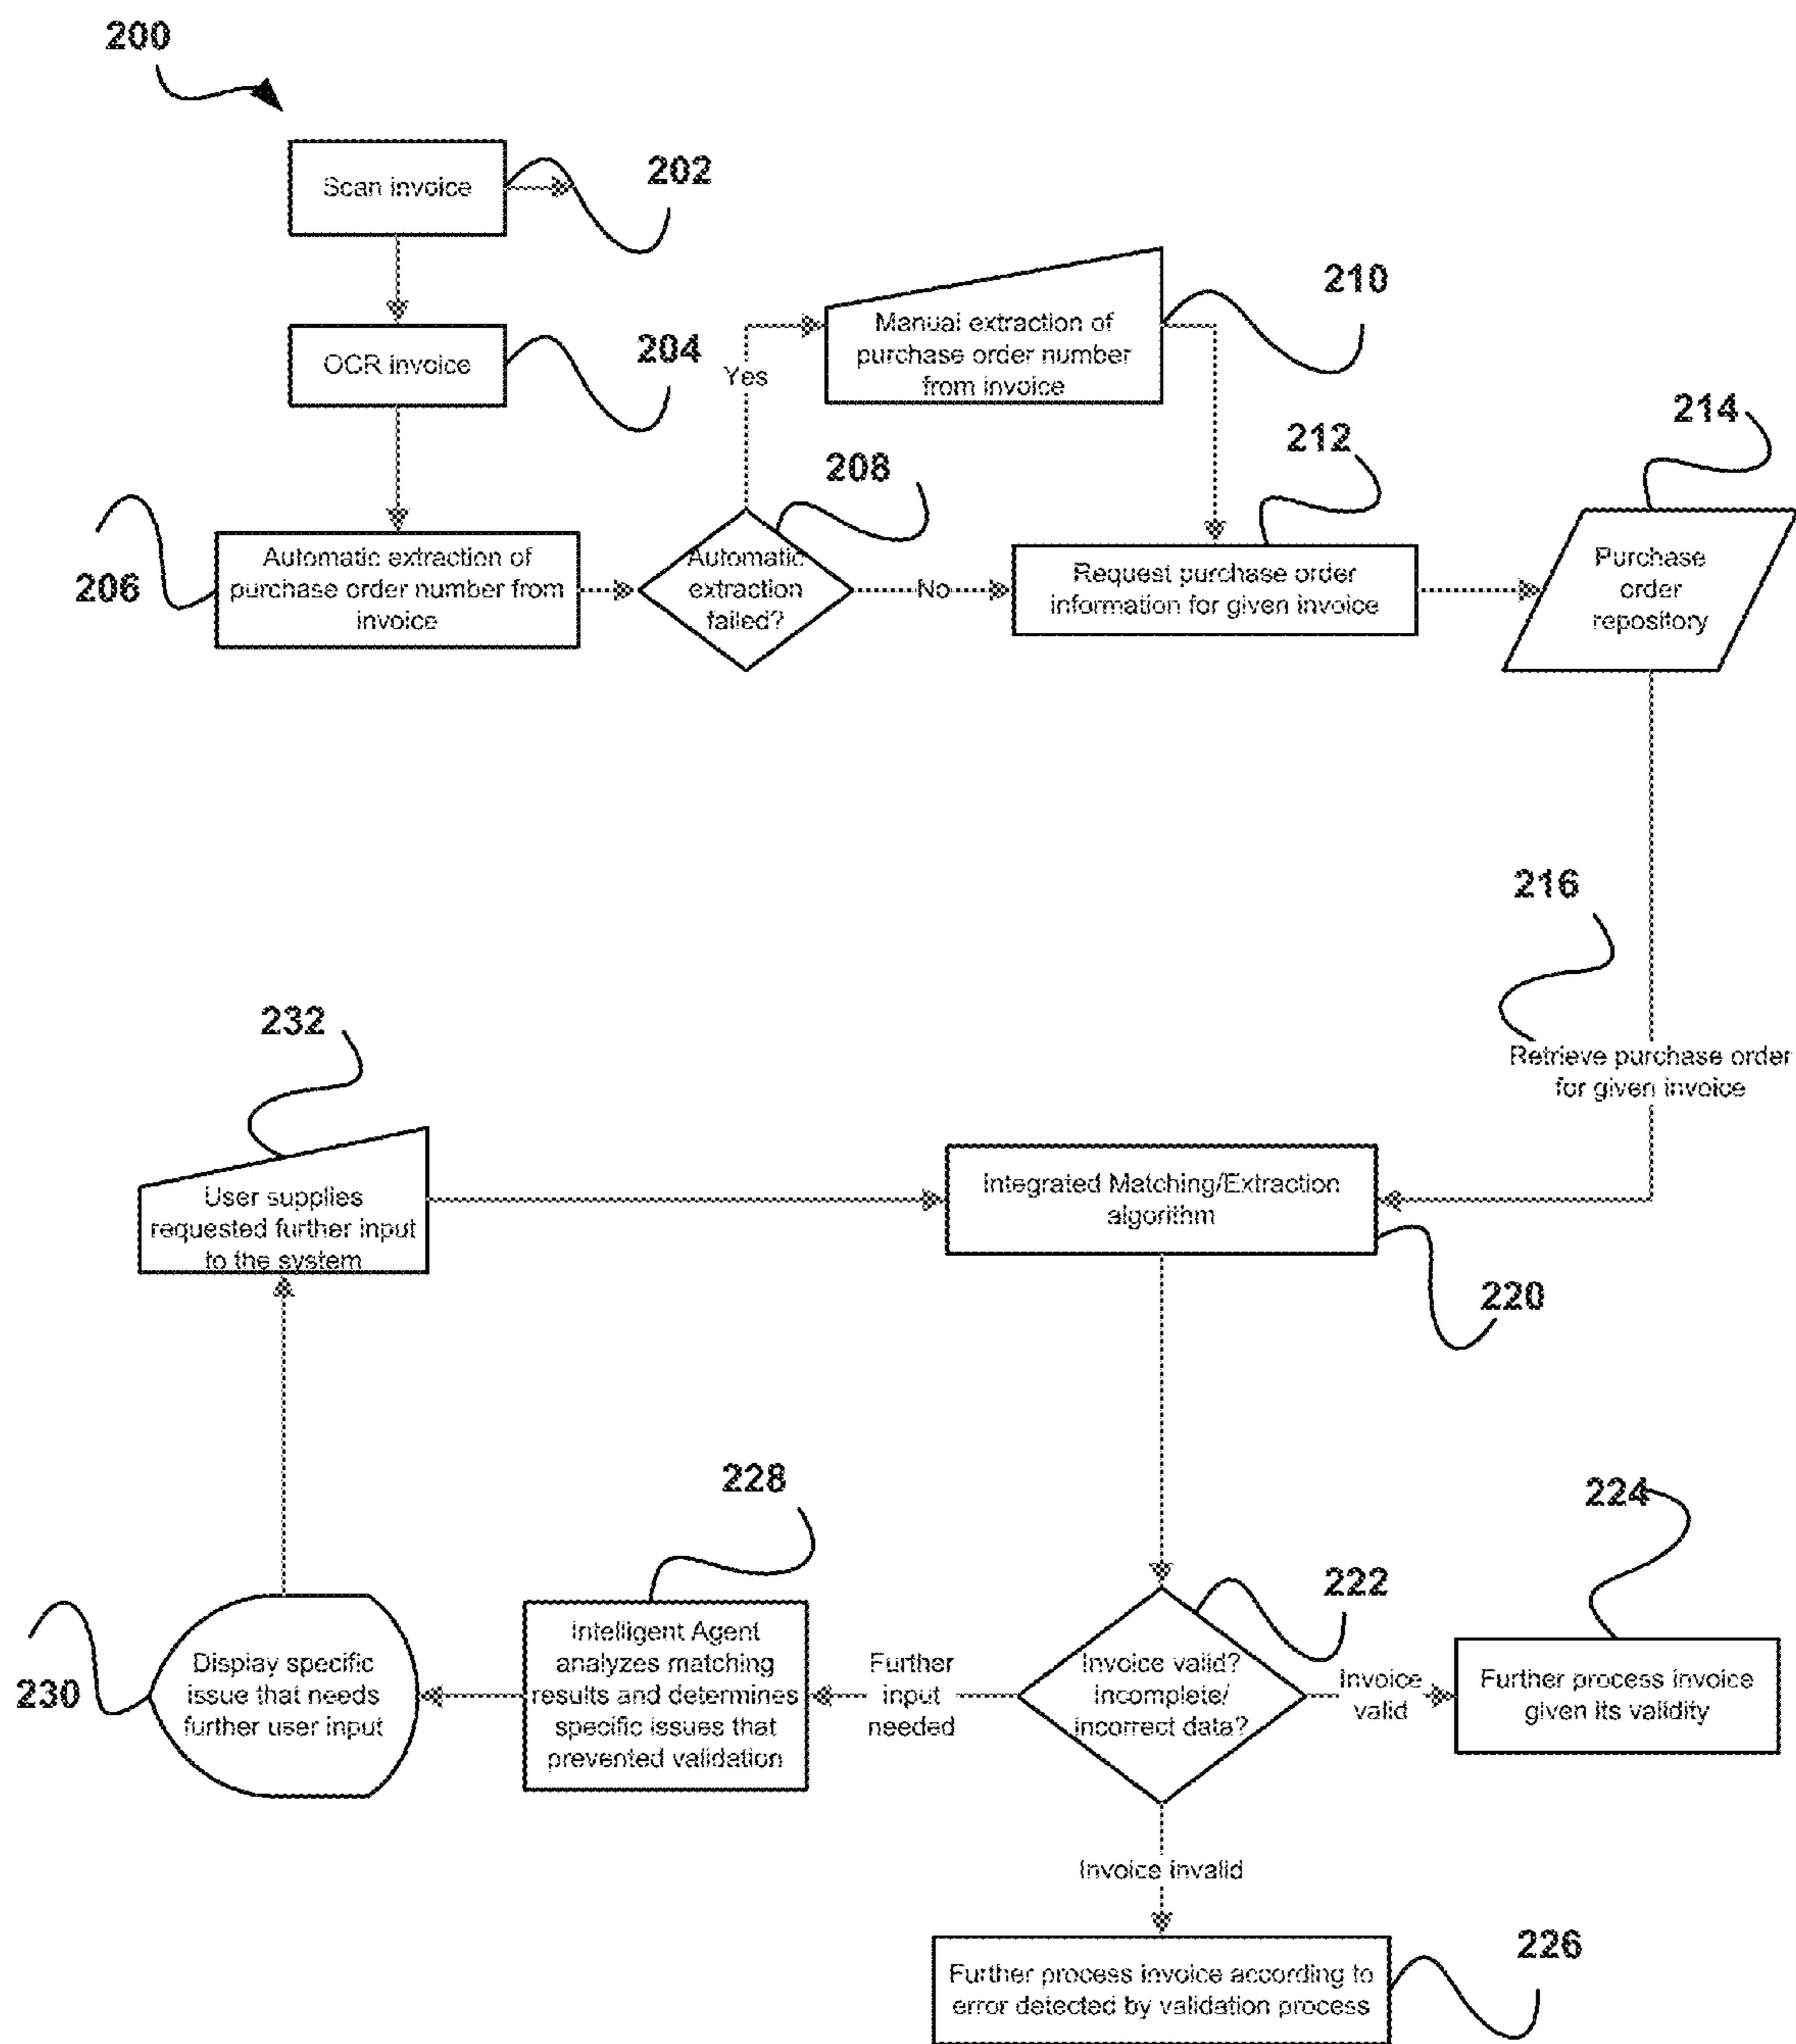 200
Scan invoice
202
OCR invoice
204
Yes
Manual extraction of
purchase order number
from invoice
210
206
Automatic extraction of
purchase order number from
invoice
208
Automatic
extraction
failed?
No
212
Request purchase order
information for given invoice
214
Purchase
order
repository
216
Retrieve purchase order
for given invoice
232
User supplies
requested further input
to the system
Integrated Matching/Extraction
algorithm
220
230
Display specific
issue that needs
further user input
228
Intelligent Agent
analyzes matching
results and determines
specific issues that
prevented validation
Further
input
needed
222
Invoice valid?
incomplete/
incorrect data?
Invoice
valid
224
Further process invoice
given its validity
Invoice invalid
Further process invoice according to
error detected by validation process
226